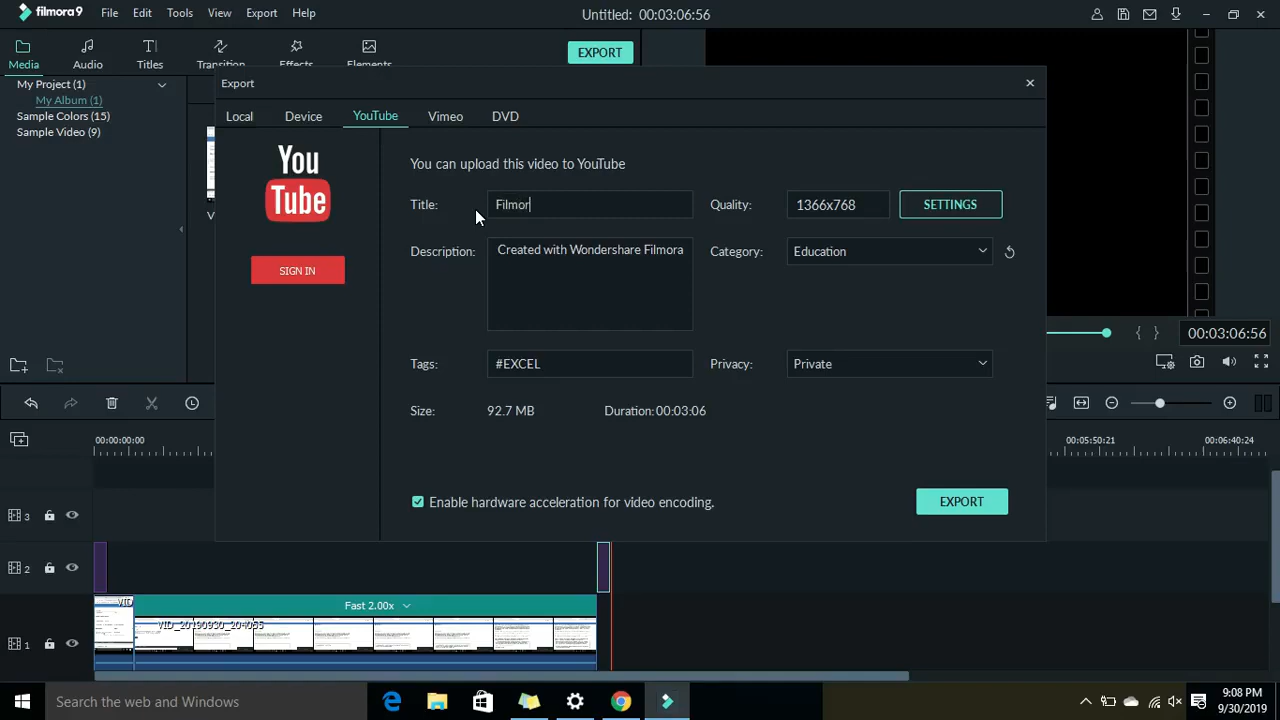 filmora9
File Edit Tools View Export Help
Untitled: 00:03:06:56
Media Audio Titles Transition Effects Elements
EXPORT
My Project (1)
My Album (1)
Sample Colors (15)
Sample Video (9)
Export
Local Device YouTube Vimeo DVD
You Tube
SIGN IN
You can upload this video to YouTube
Title: Filmor
Quality: 1366x768 SETTINGS
Description: Created with Wondershare Filmora
Category: Education
Tags: #EXCEL
Privacy: Private
Size: 92.7 MB Duration:00:03:06
Enable hardware acceleration for video encoding.
EXPORT
00:03:06:56
00:00:00:00
00:05:50:21
00:06:40:24
3
2
Fast 2.00x
VID
VID_20190930_204055
1
Search the web and Windows
9:08 PM
9/30/2019